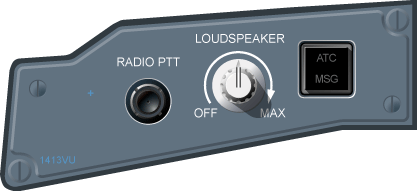 LOUDSPEAKER
RADIO PTT
ATC
MSG
OFF
MAX
1413VU